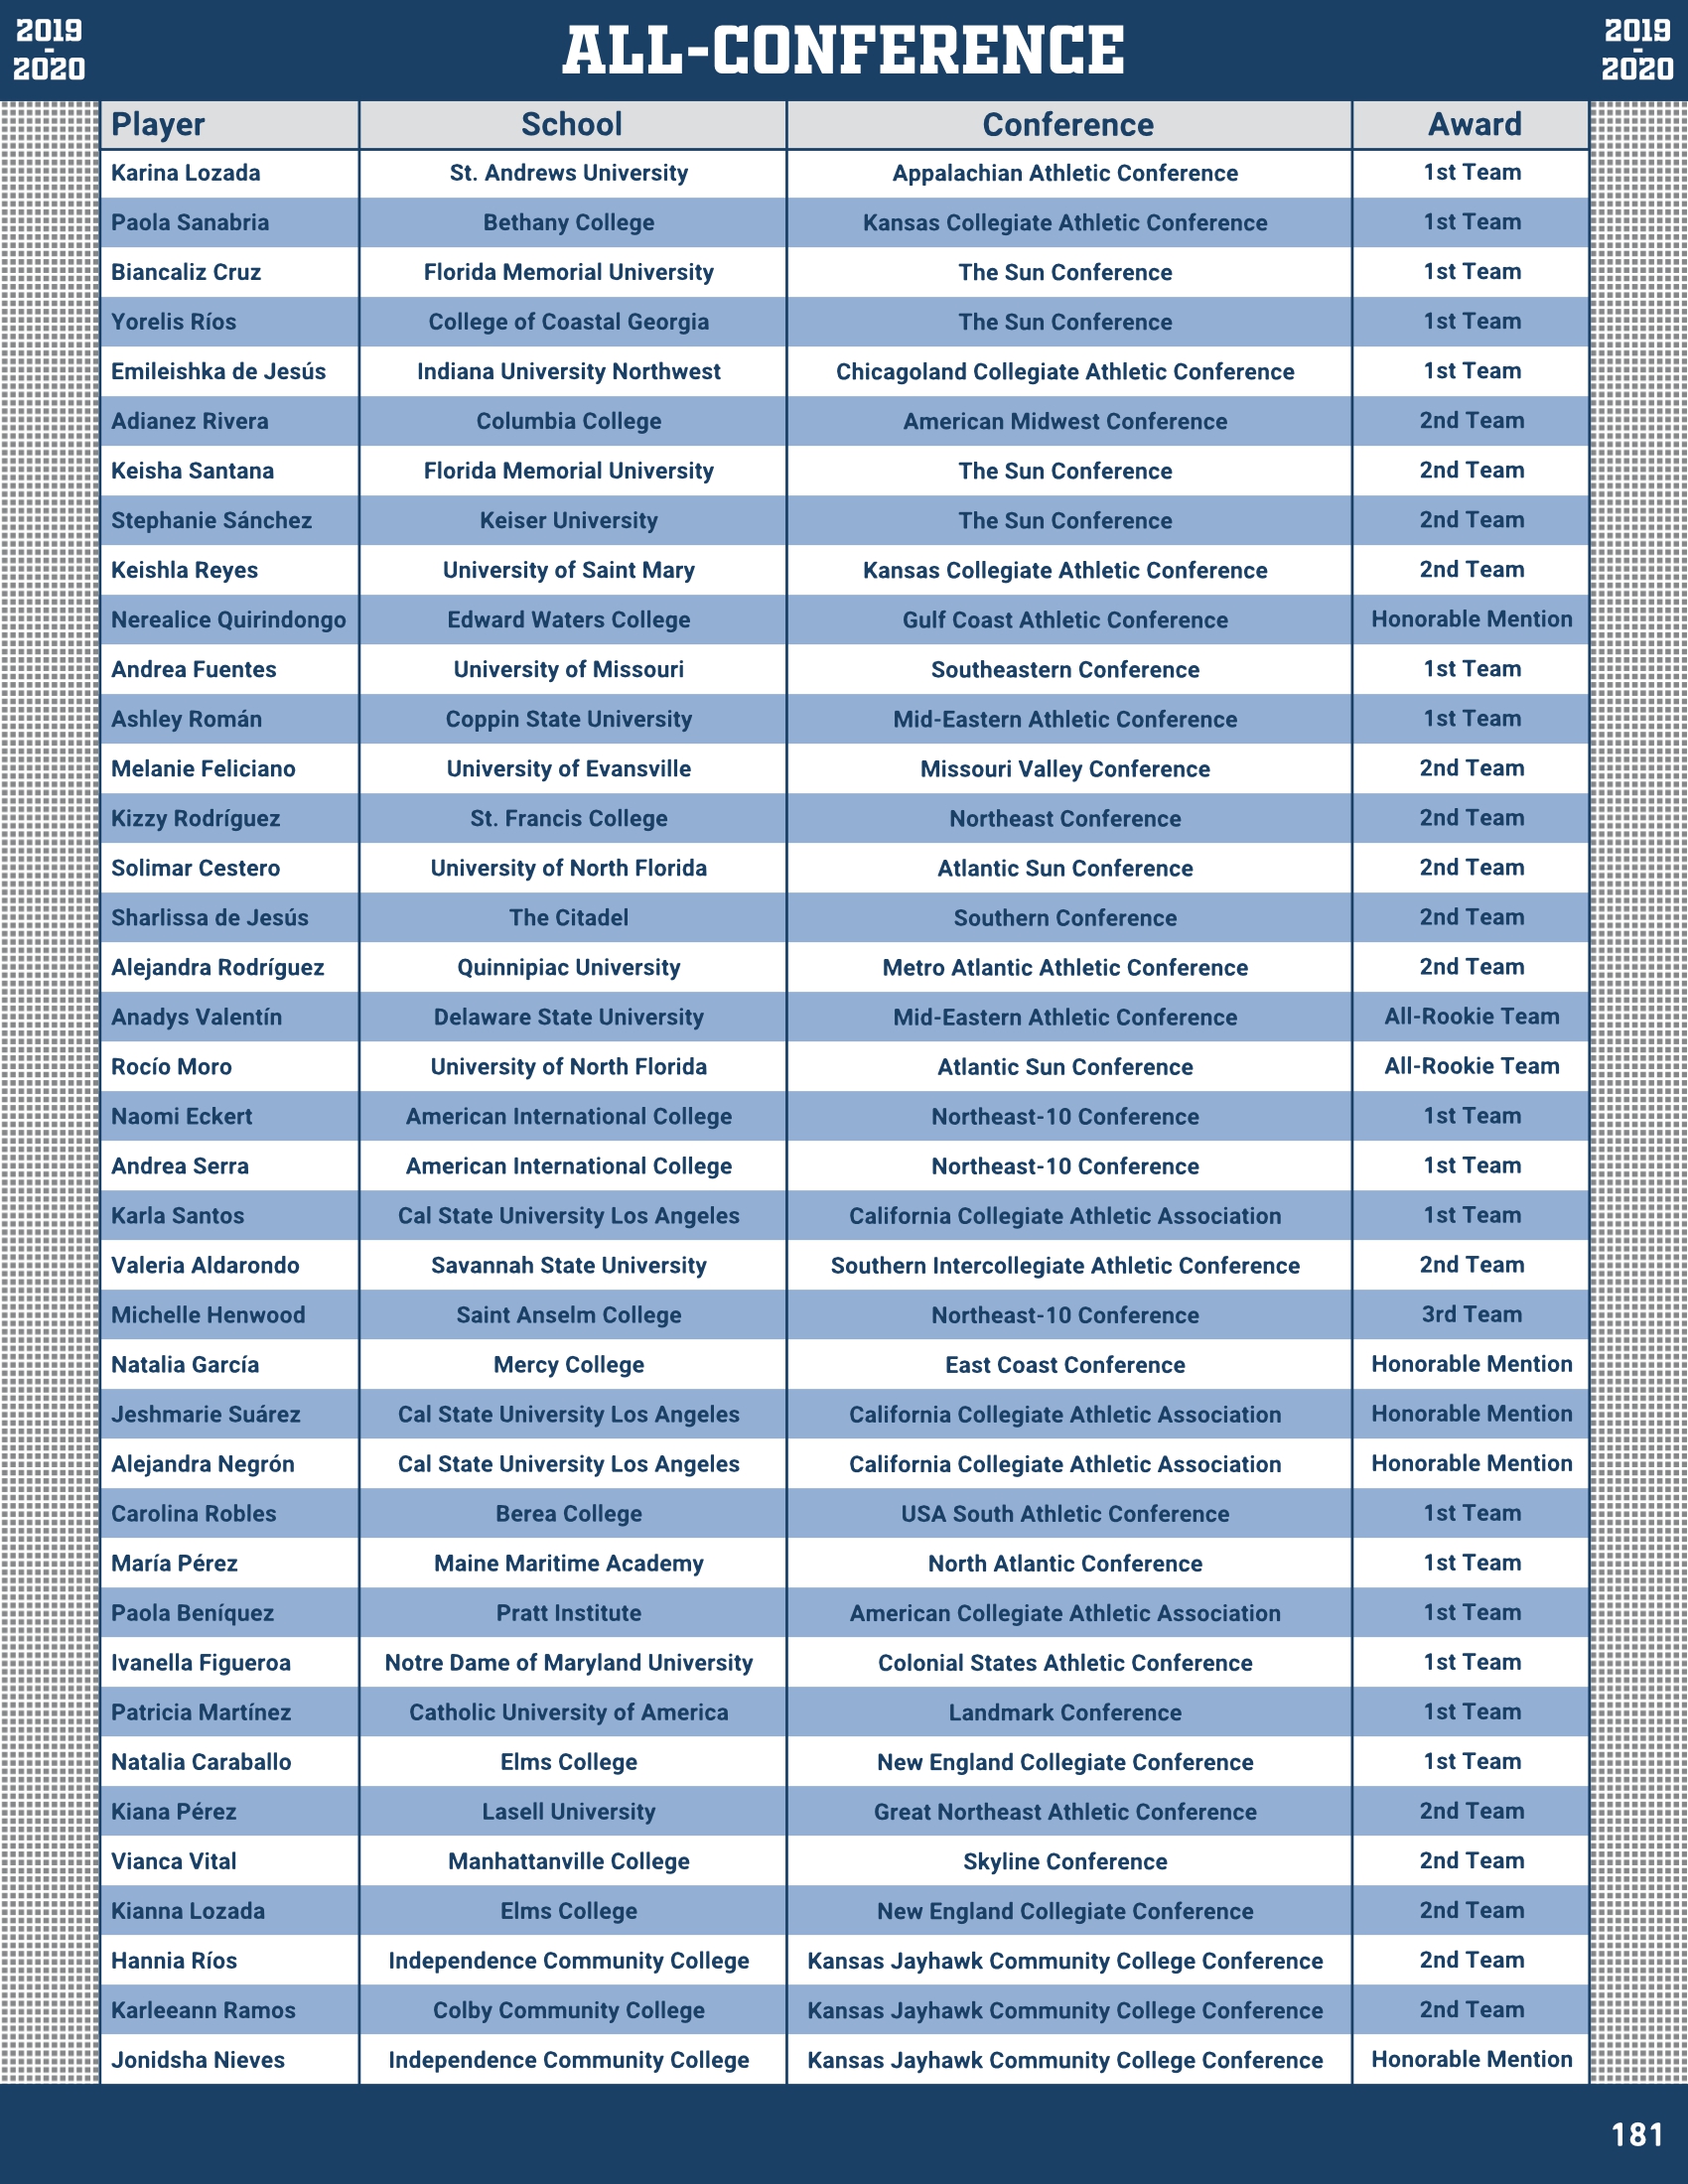 2019
-
2020
ALL-CONFERENCE
2019
-
2020
Player School Conference Award
Karina Lozada St. Andrews University Appalachian Athletic Conference 1st Team
Paola Sanabria Bethany College Kansas Collegiate Athletic Conference 1st Team
Biancaliz Cruz Florida Memorial University The Sun Conference 1st Team
Yorelis Ríos College of Coastal Georgia The Sun Conference 1st Team
Emileishka de Jesús Indiana University Northwest Chicagoland Collegiate Athletic Conference 1st Team
Adianez Rivera Columbia College American Midwest Conference 2nd Team
Keisha Santana Florida Memorial University The Sun Conference 2nd Team
Stephanie Sánchez Keiser University The Sun Conference 2nd Team
Keishla Reyes University of Saint Mary Kansas Collegiate Athletic Conference 2nd Team
Nerealice Quirindongo Edward Waters College Gulf Coast Athletic Conference Honorable Mention
Andrea Fuentes University of Missouri Southeastern Conference 1st Team
Ashley Román Coppin State University Mid-Eastern Athletic Conference 1st Team
Melanie Feliciano University of Evansville Missouri Valley Conference 2nd Team
Kizzy Rodríguez St. Francis College Northeast Conference 2nd Team
Solimar Cestero University of North Florida Atlantic Sun Conference 2nd Team
Sharlissa de Jesús The Citadel Southern Conference 2nd Team
Alejandra Rodríguez Quinnipiac University Metro Atlantic Athletic Conference 2nd Team
Anadys Valentín Delaware State University Mid-Eastern Athletic Conference All-Rookie Team
Rocío Moro University of North Florida Atlantic Sun Conference All-Rookie Team
Naomi Eckert American International College Northeast-10 Conference 1st Team
Andrea Serra American International College Northeast-10 Conference 1st Team
Karla Santos Cal State University Los Angeles California Collegiate Athletic Association 1st Team
Valeria Aldarondo Savannah State University Southern Intercollegiate Athletic Conference 2nd Team
Michelle Henwood Saint Anselm College Northeast-10 Conference 3rd Team
Natalia García Mercy College East Coast Conference Honorable Mention
Jeshmarie Suárez Cal State University Los Angeles California Collegiate Athletic Association Honorable Mention
Alejandra Negrón Cal State University Los Angeles California Collegiate Athletic Association Honorable Mention
Carolina Robles Berea College USA South Athletic Conference 1st Team
María Pérez Maine Maritime Academy North Atlantic Conference 1st Team
Paola Beníquez Pratt Institute American Collegiate Athletic Association 1st Team
Ivanella Figueroa Notre Dame of Maryland University Colonial States Athletic Conference 1st Team
Patricia Martínez Catholic University of America Landmark Conference 1st Team
Natalia Caraballo Elms College New England Collegiate Conference 1st Team
Kiana Pérez Lasell University Great Northeast Athletic Conference 2nd Team
Vianca Vital Manhattanville College Skyline Conference 2nd Team
Kianna Lozada Elms College New England Collegiate Conference 2nd Team
Hannia Ríos Independence Community College Kansas Jayhawk Community College Conference 2nd Team
Karleeann Ramos Colby Community College Kansas Jayhawk Community College Conference 2nd Team
Jonidsha Nieves Independence Community College Kansas Jayhawk Community College Conference Honorable Mention
181